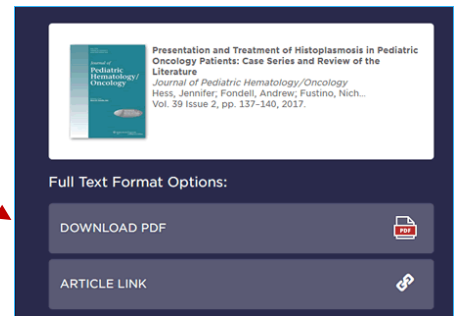 Journal of
Pediatric
Hematology/
Oncology
Presentation and Treatment of Histoplasmosis in Pediatric
Oncology Patients: Case Series and Review of the
Literature
Journal of Pediatric Hematology/Oncology
Hess, Jennifer; Fondell, Andrew; Fustino, Nich...
Vol. 39 Issue 2, pp. 137-140, 2017.
Full Text Format Options:
DOWNLOAD PDF
PDF
ARTICLE LINK